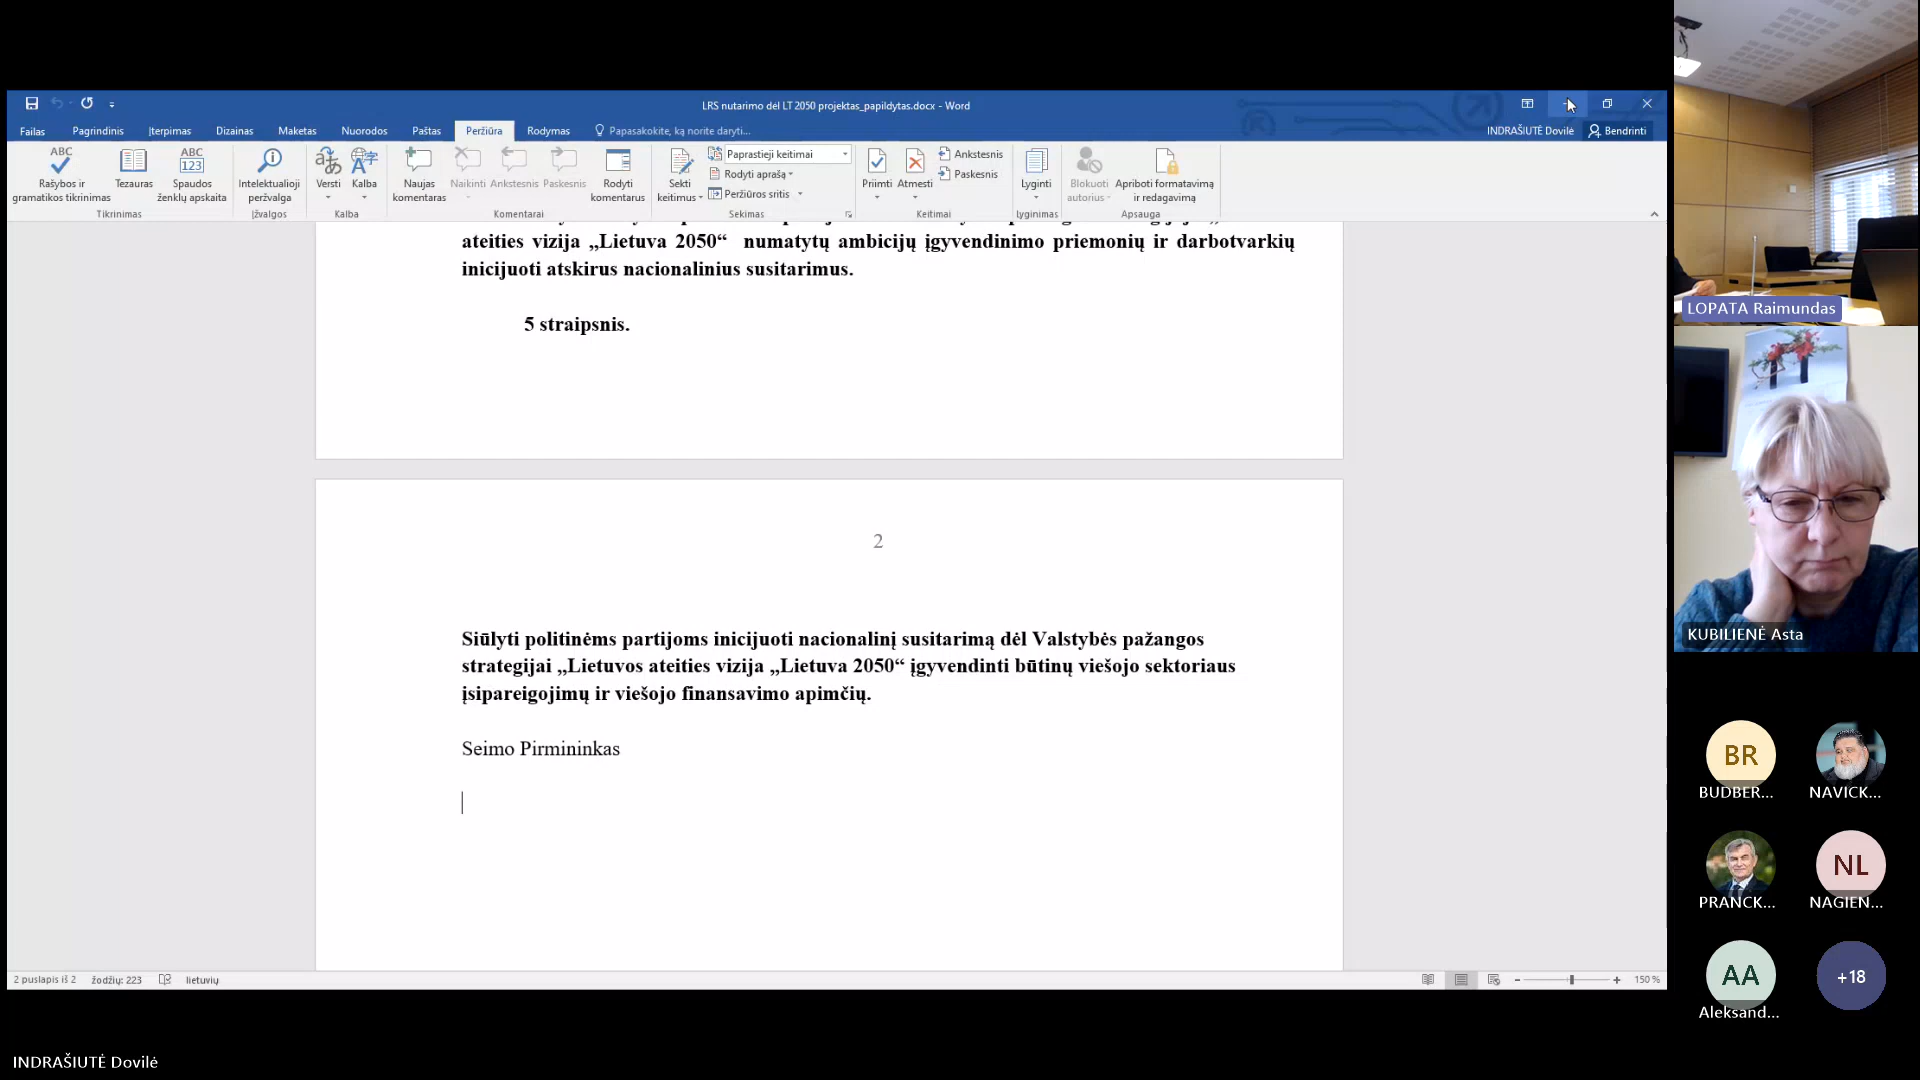 LRS nutarimo dėl LT 2050 projektas_papildytas.docx - Word
Failas Pagrindinis Įterpimas Dizainas Maketas Nuorodos Paštas Peržiūra Rodymas Papasakokite, ką norite daryti... INDRAŠIUTĖ Dovilė Bendrinti
Rašybos ir gramatikos tikrinimas
Tezauras
Spaudos ženklų apskaita
Tikrinimas
Intelektualioji peržvalga
Įžvalgos
Versti
Kalba
Kalba
Naujas komentaras
Naikinti
Ankstesnis
Paskesnis
Rodyti komentarus
Komentarai
Sekti keitimus
Paprastieji keitimai
Rodyti aprašą
Peržiūros sritis
Sekimas
Priimti
Atmesti
Ankstesnis
Paskesnis
Keitimai
Lyginti
Lyginimas
Blokuoti autorius
Apriboti formatavimą ir redagavimą
Apsauga
ateities vizija „Lietuva 2050“ numatytų ambicijų įgyvendinimo priemonių ir darbotvarkių
inicijuoti atskirus nacionalinius susitarimus.
5 straipsnis.
2
Siūlyti politinėms partijoms inicijuoti nacionalinį susitarimą dėl Valstybės pažangos
strategijai „Lietuvos ateities vizija „Lietuva 2050“ įgyvendinti būtinų viešojo sektoriaus
įsipareigojimų ir viešojo finansavimo apimčių.
Seimo Pirmininkas
2 puslapis iš 2 žodžių: 223 lietuvių 150 %
INDRAŠIUTĖ Dovilė
LOPATA Raimundas
KUBILIENĖ Asta
BR
BUDBER...
NAVICK...
PRANCK...
NL
NAGIEN...
AA
Aleksand...
+18